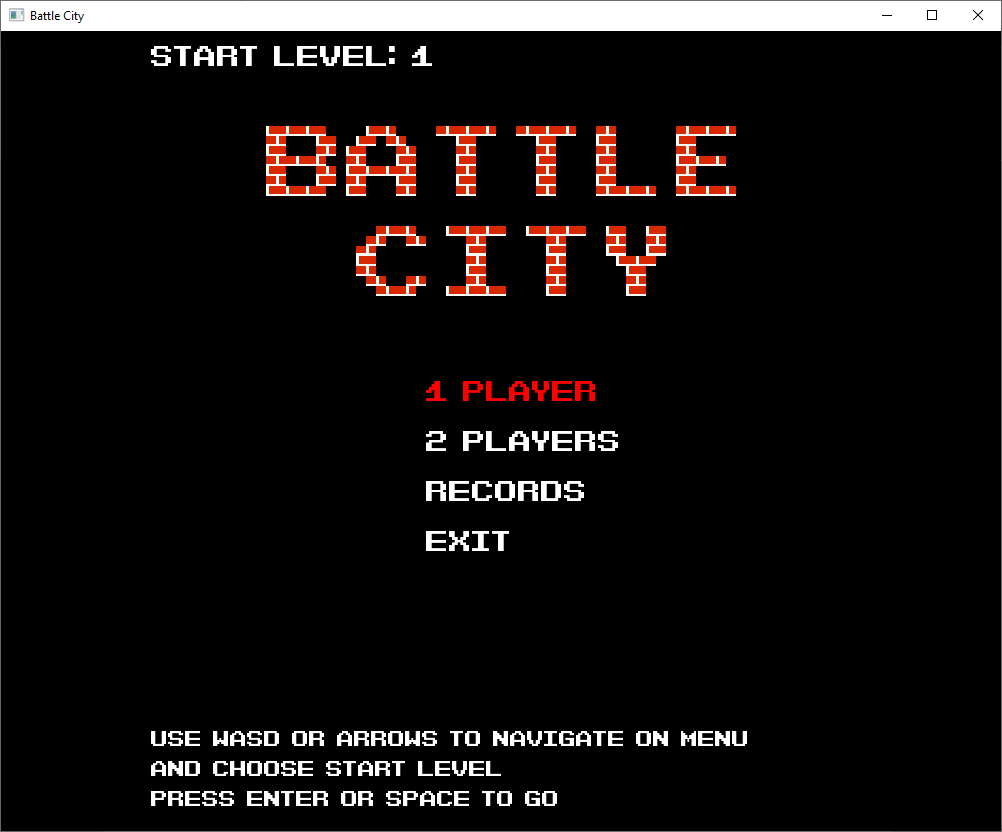 Battle City
START LEVEL: 1
BATTLE
CITY
1 PLAYER
2 PLAYERS
RECORDS
EXIT
USE WASD OR ARROWS TO NAVIGATE ON MENU
AND CHOOSE START LEVEL
PRESS ENTER OR SPACE TO GO